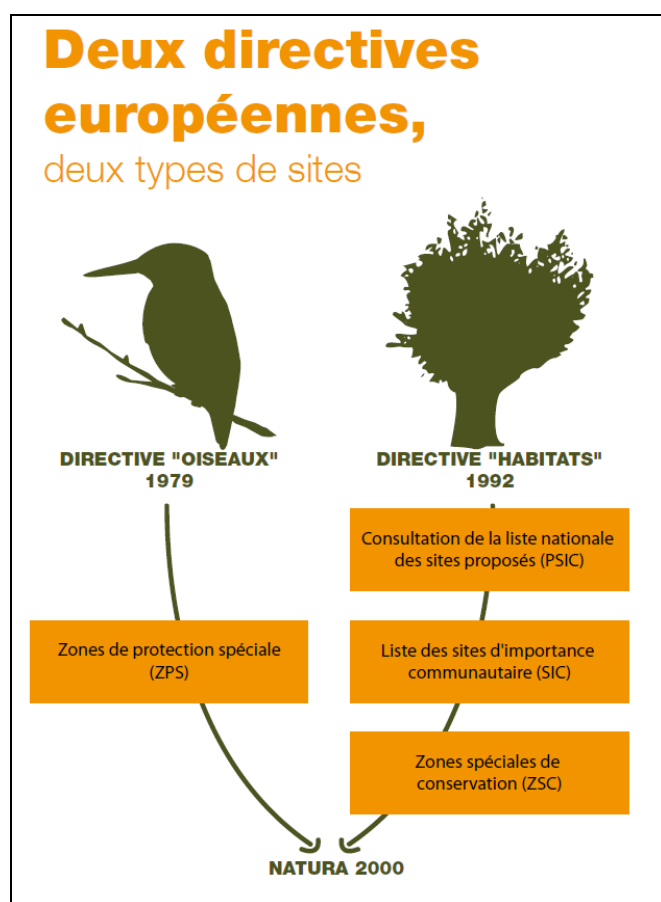 Deux directives
européennes,
deux types de sites
DIRECTIVE "OISEAUX"
1979
Zones de protection spéciale
(ZPS)
DIRECTIVE "HABITATS"
1992
Consultation de la liste nationale
des sites proposés (PSIC)
Liste des sites d'importance
communautaire (SIC)
Zones spéciales de
conservation (ZSC)
NATURA 2000